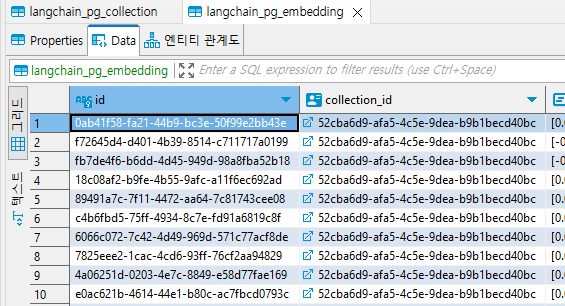 langchain_pg_collection langchain_pg_embedding
Properties Data 엔티티 관계도
langchain_pg_embedding Enter a SQL expression to filter results (use Ctrl+Space)
그리드
텍스트
id collection_id
1 0ab41f58-fa21-44b9-bc3e-50f99e2bb43e 52cba6d9-afa5-4c5e-9dea-b9b1becd40bc [0.0
2 f72645d4-d401-4b39-8514-c711717a0199 52cba6d9-afa5-4c5e-9dea-b9b1becd40bc [-0
3 fb7de4f6-b6dd-4d45-949d-98a8fba52b18 52cba6d9-afa5-4c5e-9dea-b9b1becd40bc [-0
4 18c08af2-b9fe-4b55-9afc-a11f6ec692ad 52cba6d9-afa5-4c5e-9dea-b9b1becd40bc [0.0
5 89491a7c-7f11-4472-aa64-7c81743cee08 52cba6d9-afa5-4c5e-9dea-b9b1becd40bc [0.0
6 c4b6fbd5-75ff-4934-8c7e-fd91a6819c8f 52cba6d9-afa5-4c5e-9dea-b9b1becd40bc [0.0
7 6066c072-7c42-4d49-969d-571c77acf8de 52cba6d9-afa5-4c5e-9dea-b9b1becd40bc [-0
8 7825eee2-1cac-4cd6-93ff-76cf2aa94829 52cba6d9-afa5-4c5e-9dea-b9b1becd40bc [0.0
9 4a06251d-0203-4e7c-8849-e58d77fae169 52cba6d9-afa5-4c5e-9dea-b9b1becd40bc [0.0
10 e0ac621b-4614-44e1-b80c-ac7fbcd0793c 52cba6d9-afa5-4c5e-9dea-b9b1becd40bc [0.0